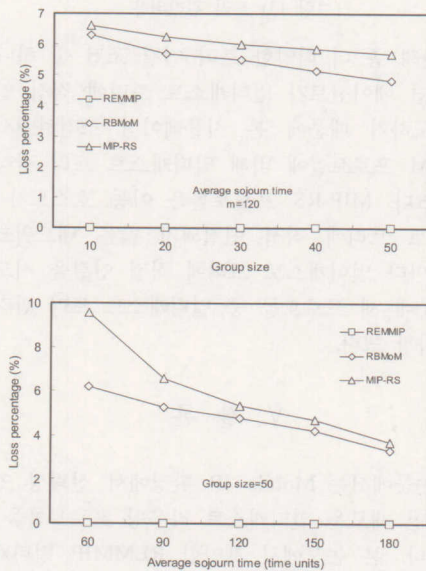 Loss percentage (%)
7
6
5
4
3
2
1
0
REMMIP
RBMoM
MIP-RS
Average sojourn time
m=120
10 20 30 40 50
Group size
Loss percentage (%)
10
8
6
4
2
0
REMMIP
RBMoM
MIP-RS
Group size=50
60 90 120 150 180
Average sojourn time (time units)